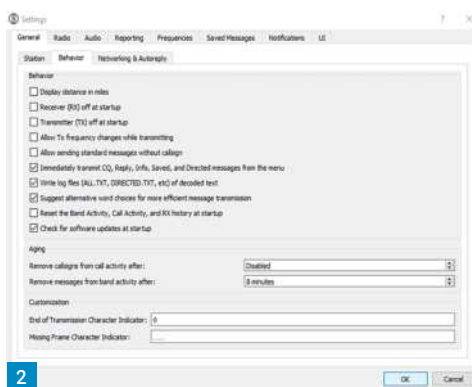 Settings
General Radio Audio Reporting Frequencies Saved Messages Notifications UI
Station Behavior Networking & Autoreply
Behavior
Display distance in miles
Receiver (RX) off at startup
Transmitter (TX) off at startup
Allow Tx frequency changes while transmitting
Allow sending standard messages without callsign
Immediately transmit CQ, Reply, Info, Saved, and Directed messages from the menu
Write log files (ALL.TXT, DIRECTED.TXT, etc) of decoded text
Suggest alternative word choices for more efficient message transmission
Reset the Band Activity, Call Activity, and RX history at startup
Check for software updates at startup
Aging
Remove callsigns from call activity after: Disabled
Remove messages from band activity after: 8 minutes
Customization
End of Transmission Character Indicator:
Missing Frame Character Indicator: ....
OK Cancel
2